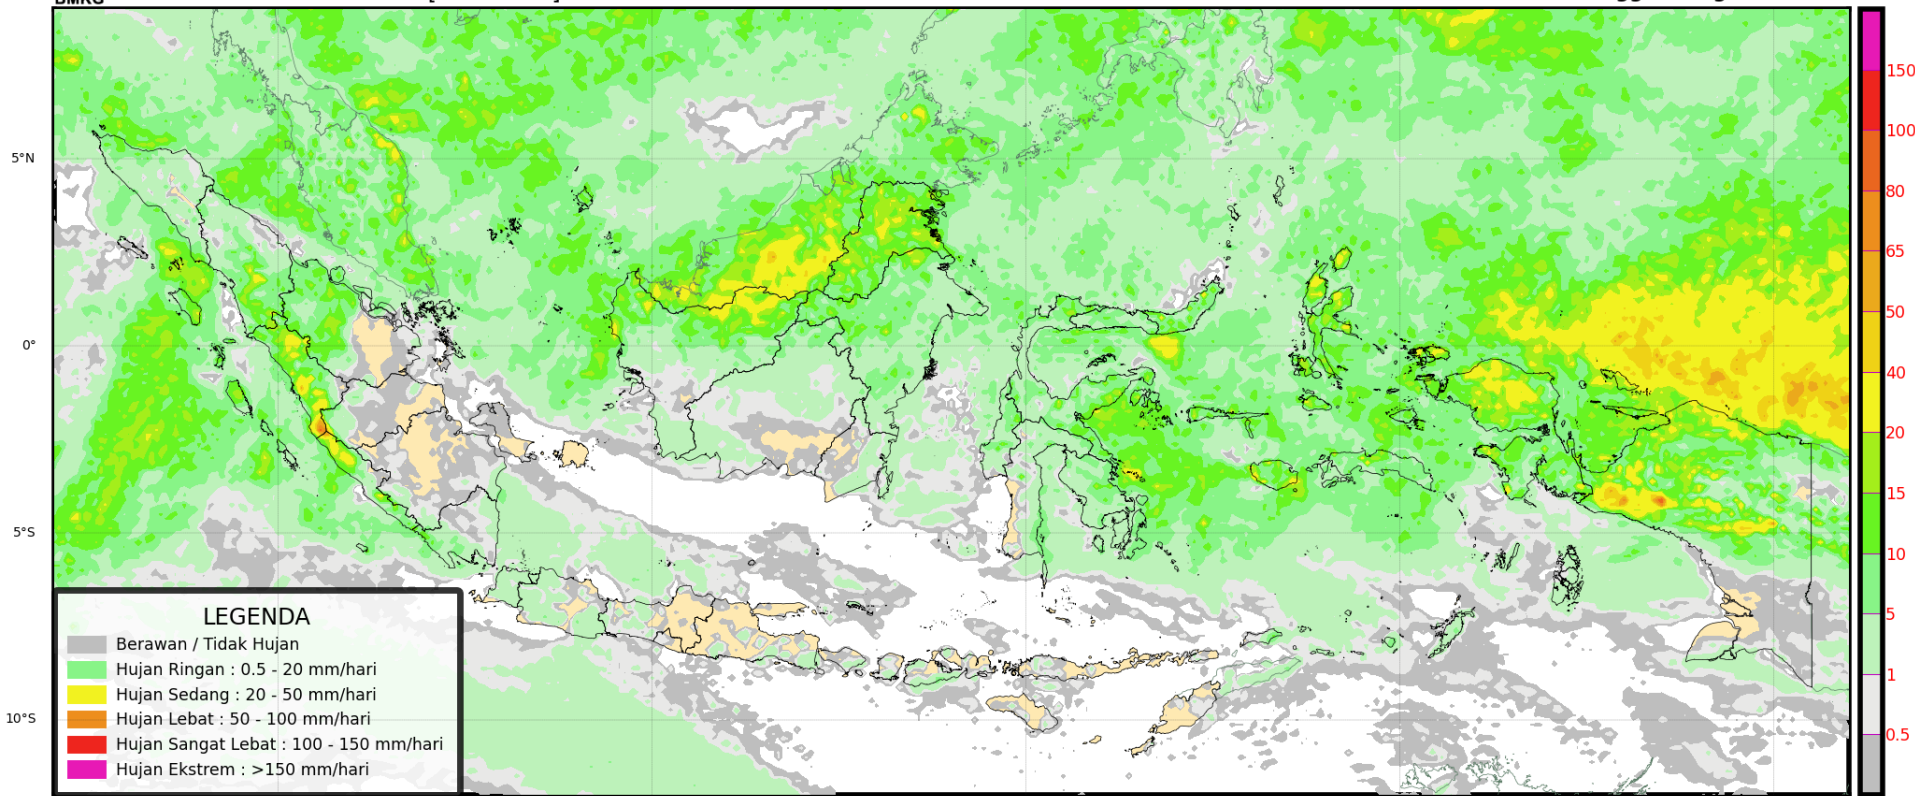 BMKG
5°N
0°
5°S
10°S
LEGENDA
Berawan / Tidak Hujan
Hujan Ringan : 0.5 - 20 mm/hari
Hujan Sedang : 20 - 50 mm/hari
Hujan Lebat : 50 - 100 mm/hari
Hujan Sangat Lebat : 100 - 150 mm/hari
Hujan Ekstrem : >150 mm/hari
150
100
80
65
50
40
20
15
10
5
1
0.5